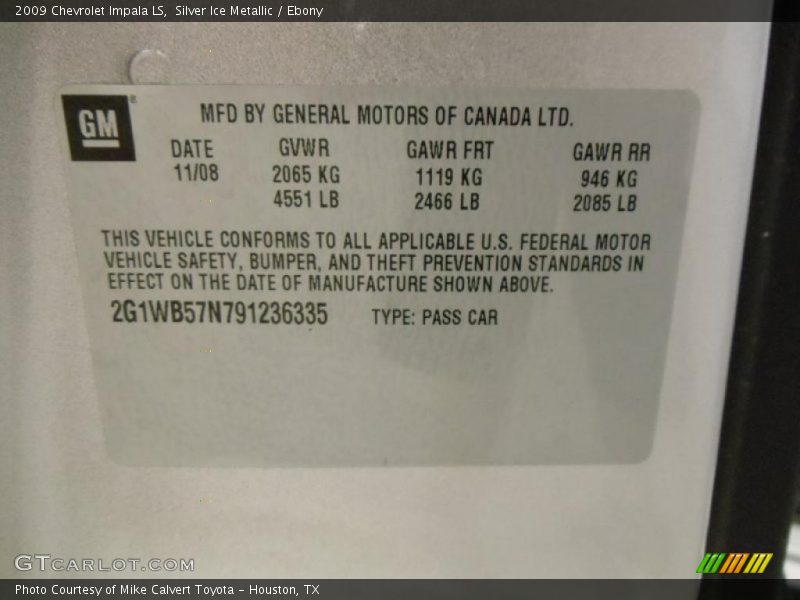 2009 Chevrolet Impala LS,  Silver Ice Metallic / Ebony
GM®
MFD BY GENERAL MOTORS OF CANADA LTD.
DATE GVWR GAWR FRT GAWR RR
11/08 2065 KG 1119 KG 946 KG
4551 LB 2466 LB 2085 LB
THIS VEHICLE CONFORMS TO ALL APPLICABLE U.S. FEDERAL MOTOR
VEHICLE SAFETY, BUMPER, AND THEFT PREVENTION STANDARDS IN
EFFECT ON THE DATE OF MANUFACTURE SHOWN ABOVE.
2G1WB57N791236335 TYPE: PASS CAR
GTCARLOT.COM
Photo Courtesy of Mike Calvert Toyota – Houston, TX